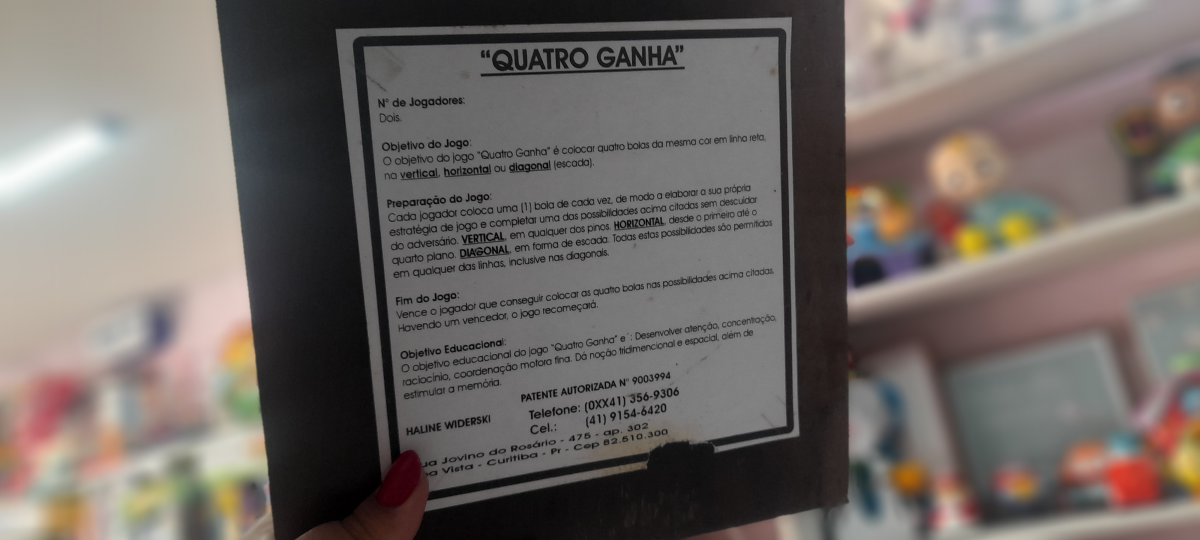 “QUATRO GANHA”
N° de Jogadores:
Dois.
Objetivo do Jogo:
O objetivo do jogo “Quatro Ganha” é colocar quatro bolas da mesma cor em linha reta,
na vertical, horizontal ou diagonal (escada).
Preparação do Jogo:
Cada jogador coloca uma (1) bola de cada vez, de modo a elaborar a sua própria
estratégia de jogo e completar uma das possibilidades acima citadas sem descuidar
do adversário. VERTICAL, em qualquer dos pinos. HORIZONTAL, desde o primeiro até o
quarto plano. DIAGONAL, em forma de escada. Todas estas possibilidades são permitidas
em qualquer das linhas, inclusive nas diagonais.
Fim do Jogo:
Vence o jogador que conseguir colocar as quatro bolas nas possibilidades acima citadas.
Havendo um vencedor, o jogo recomeçará.
Objetivo Educacional:
O objetivo educacional do jogo “Quatro Ganha” e´: Desenvolver atenção, concentração,
raciocínio, coordenação motora fina. Dá noção tridimencional e espacial, além de
estimular a memória.
PATENTE AUTORIZADA N° 9003994
HALINE WIDERSKI
Telefone: (0XX41) 356-9306
Cel.: (41) 9154-6420
ua Jovino do Rosário - 475 - ap. 302
a Vista - Curitiba - Pr - Cep 82.510.300